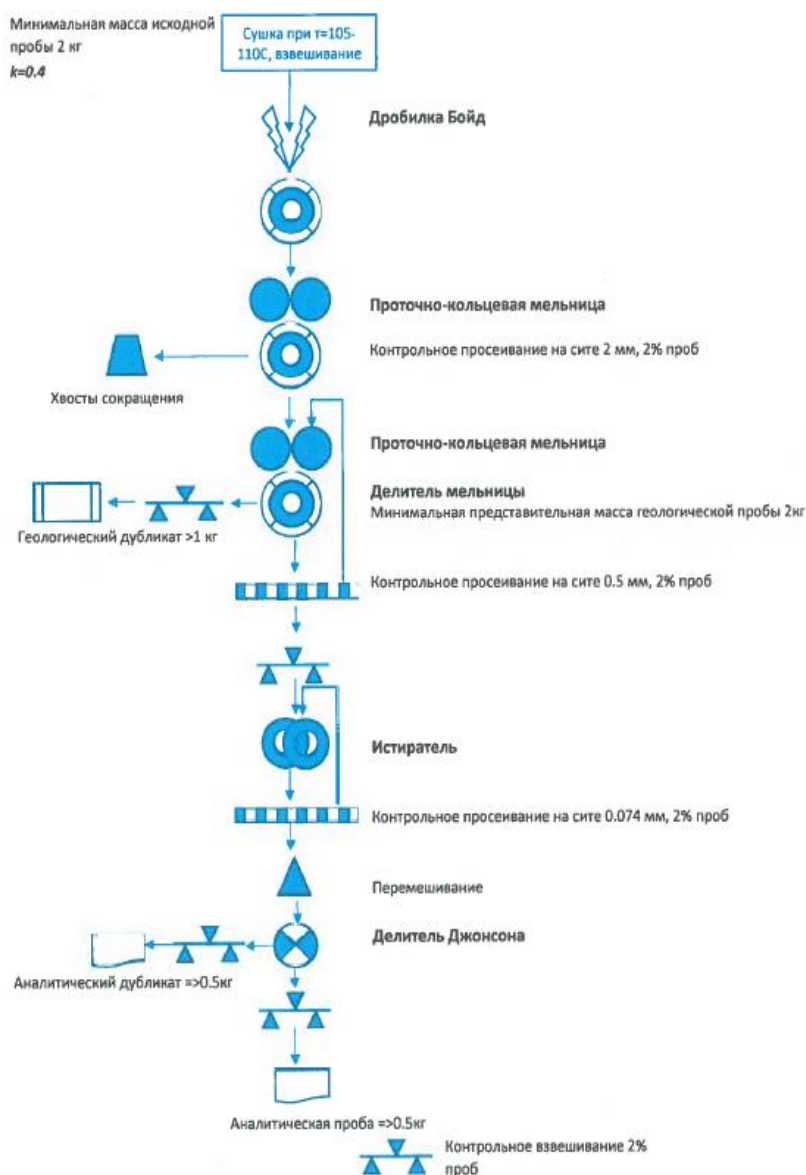 Минимальная масса исходной
пробы 2 кг
k=0.4
Сушка при т=105-
110С, взвешивание
Дробилка Бойд
Проточно-кольцевая мельница
Контрольное просеивание на сите 2 мм, 2% проб
Хвосты сокращения
Проточно-кольцевая мельница
Делитель мельницы
Минимальная представительная масса геологической пробы 2кг
Геологический дубликат >1 кг
Контрольное просеивание на сите 0.5 мм, 2% проб
Истиратель
Контрольное просеивание на сите 0.074 мм, 2% проб
Перемешивание
Делитель Джонсона
Аналитический дубликат =>0.5кг
Аналитическая проба =>0.5кг
Контрольное взвешивание 2%
проб